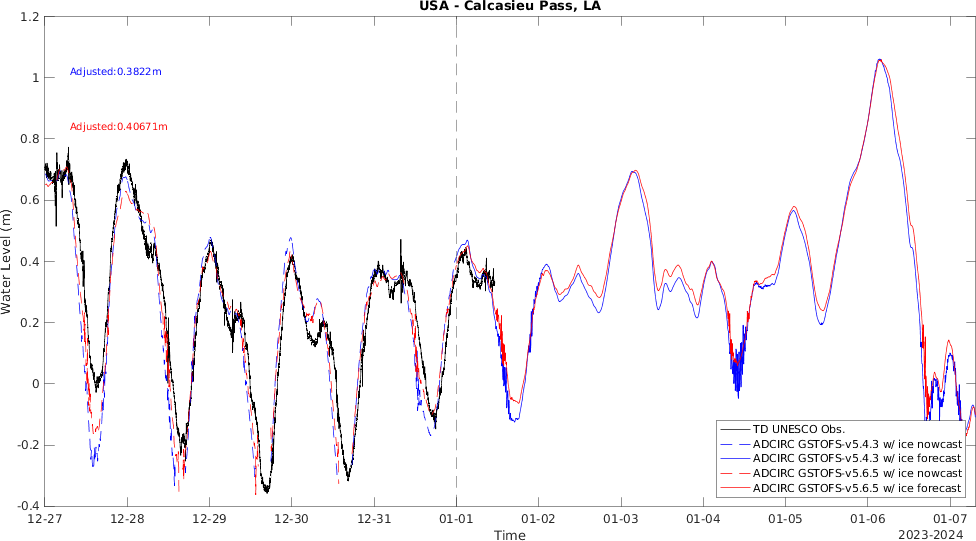 USA - Calcasieu Pass, LA
1.2
1
0.8
0.6
0.4
0.2
0
-0.2
-0.4
Water Level (m)
Adjusted:0.3822m
Adjusted:0.40671m
TD UNESCO Obs.
ADCIRC GSTOFS-v5.4.3 w/ ice nowcast
ADCIRC GSTOFS-v5.4.3 w/ ice forecast
ADCIRC GSTOFS-v5.6.5 w/ ice nowcast
ADCIRC GSTOFS-v5.6.5 w/ ice forecast
12-27 12-28 12-29 12-30 12-31 01-01 01-02 01-03 01-04 01-05 01-06 01-07
Time
2023-2024